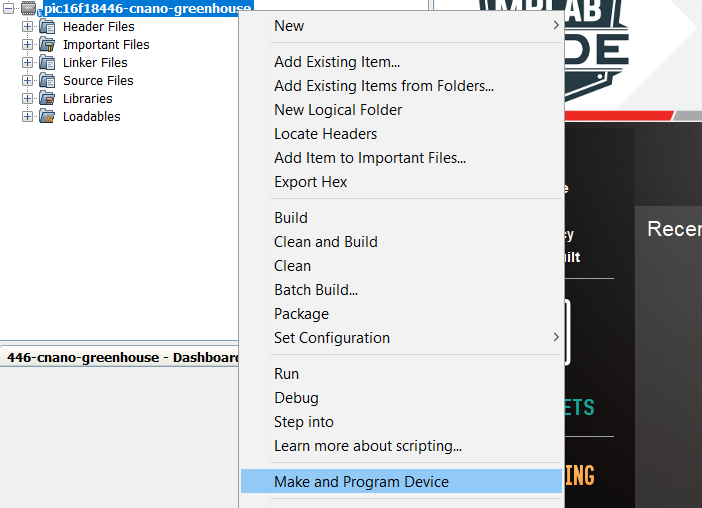 pic16f18446-cnano-greenhouse
Header Files
Important Files
Linker Files
Source Files
Libraries
Loadables
446-cnano-greenhouse - Dashboard
New
Add Existing Item...
Add Existing Items from Folders...
New Logical Folder
Locate Headers
Add Item to Important Files...
Export Hex
Build
Clean and Build
Clean
Batch Build...
Package
Set Configuration
Run
Debug
Step into
Learn more about scripting...
Make and Program Device
MPLAB
IDE
cy
uilt
ETS
ING
Recen